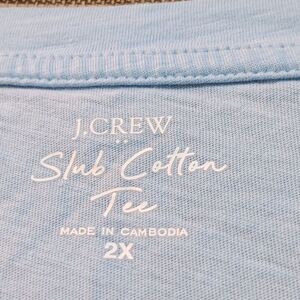 J.CREW
Slub Cotton
Tee
MADE IN CAMBODIA
2X